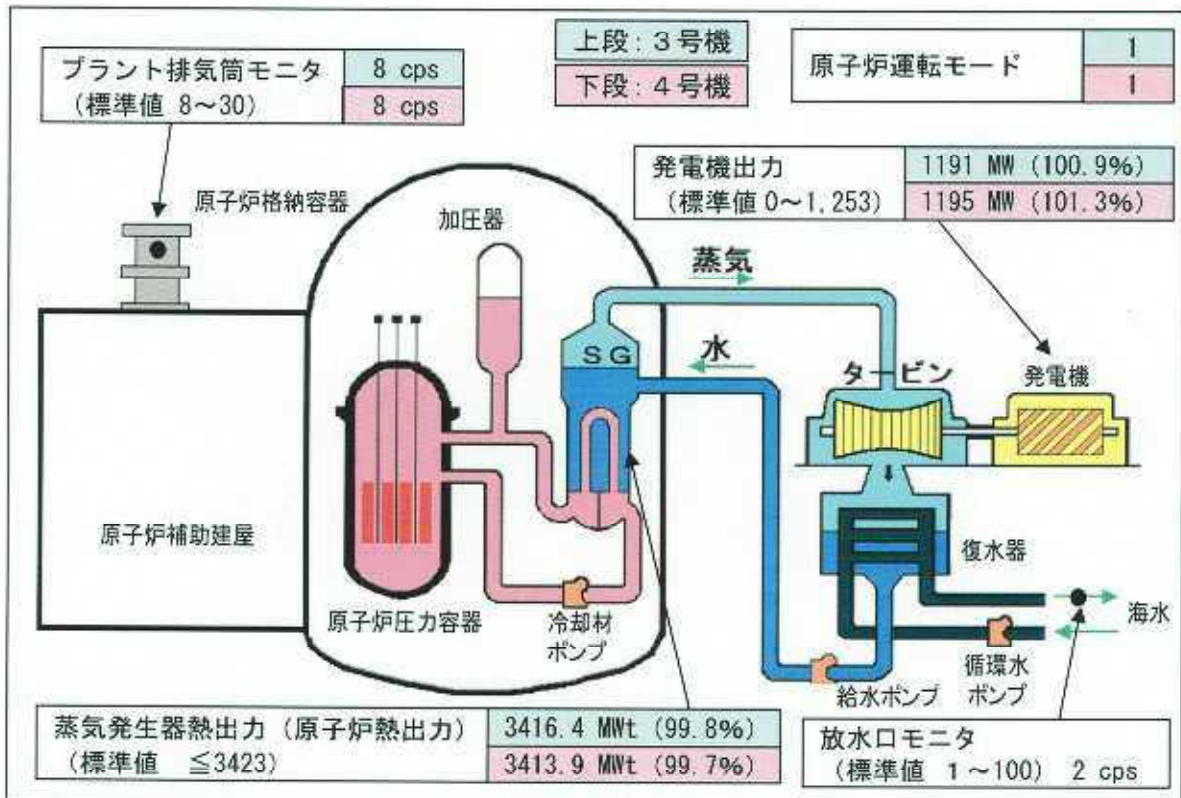 プラント排気筒モニタ
(標準値 8～30)
8 cps
8 cps
上段：３号機
下段：４号機
原子炉運転モード
1
1
発電機出力
(標準値 0～1,253)
1191 MW (100.9%)
1195 MW (101.3%)
原子炉格納容器
加圧器
蒸気
ＳＧ
水
タービン
発電機
原子炉補助建屋
復水器
原子炉圧力容器
冷却材
ポンプ
海水
循環水
ポンプ
給水ポンプ
蒸気発生器熱出力 (原子炉熱出力)
(標準値 ≦3423)
3416.4 MWt (99.8%)
3413.9 MWt (99.7%)
放水口モニタ
(標準値 1～100) 2 cps